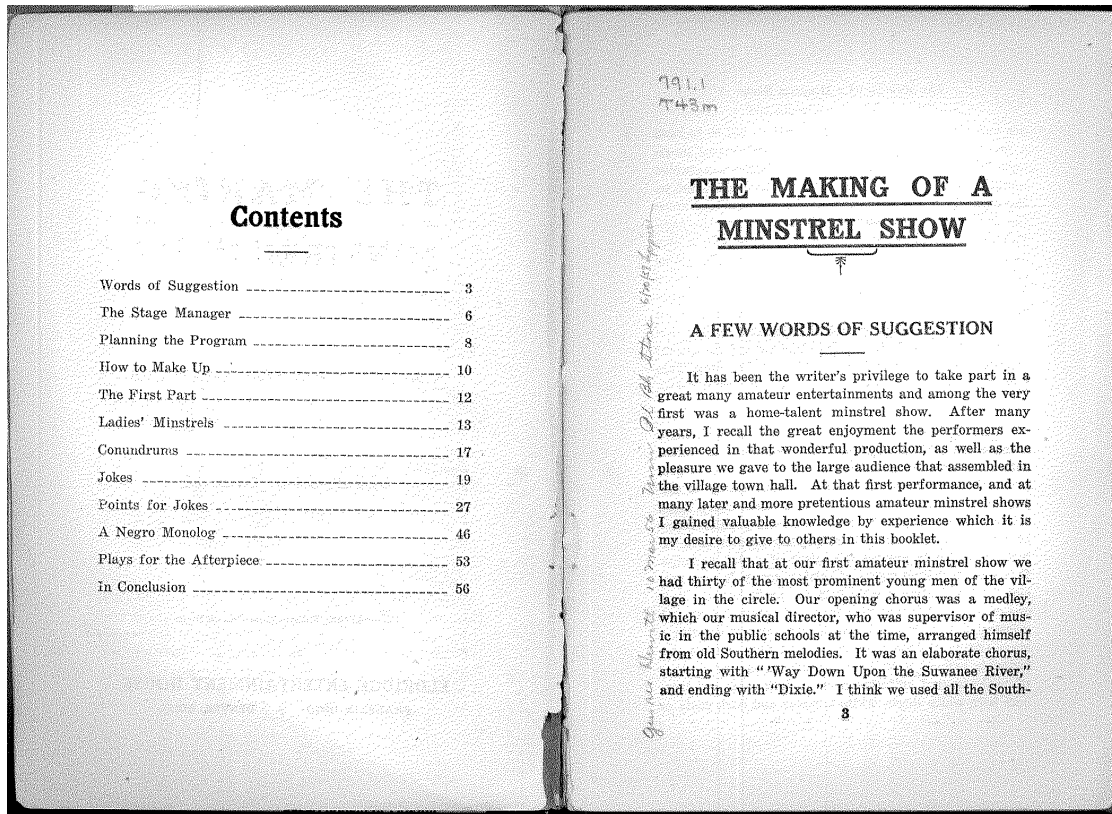 Contents
Words of Suggestion 3
The Stage Manager 6
Planning the Program 8
How to Make Up 10
The First Part 12
Ladies' Minstrels 13
Conundrums 17
Jokes 19
Points for Jokes 27
A Negro Monolog 46
Plays for the Afterpiece 53
In Conclusion 56
791.1
T43m
THE MAKING OF A
MINSTREL SHOW
A FEW WORDS OF SUGGESTION
It has been the writer's privilege to take part in a
great many amateur entertainments and among the very
first was a home-talent minstrel show. After many
years, I recall the great enjoyment the performers ex-
perienced in that wonderful production, as well as the
pleasure we gave to the large audience that assembled in
the village town hall. At that first performance, and at
many later and more pretentious amateur minstrel shows
I gained valuable knowledge by experience which it is
my desire to give to others in this booklet.
I recall that at our first amateur minstrel show we
had thirty of the most prominent young men of the vil-
lage in the circle. Our opening chorus was a medley,
which our musical director, who was supervisor of mus-
ic in the public schools at the time, arranged himself
from old Southern melodies. It was an elaborate chorus,
starting with "'Way Down Upon the Suwanee River,"
and ending with "Dixie." I think we used all the South-
3